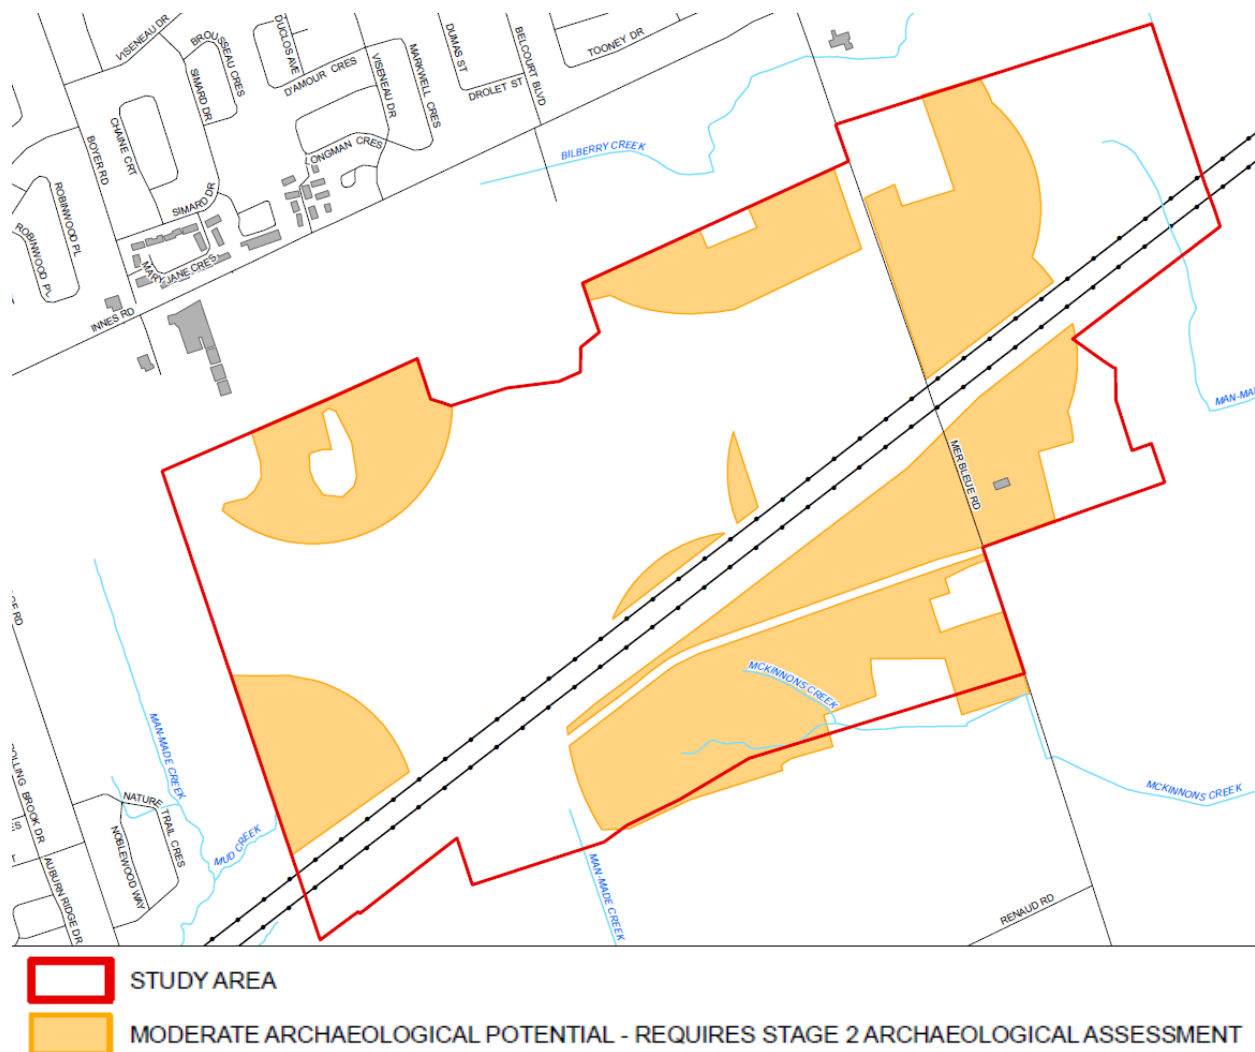 VISENEAU DR
BROUSSEAU CRES
SIMARD DR
DUCLOS AVE
D'AMOUR CRES
VISENEAU DR
MARKWELL CRES
DUMAS ST
DROLET ST
BELCOURT BLVD
TOONEY DR
BOYER RD
CHAINE CRT
LONGMAN CRES
BILBERRY CREEK
ROBINWOOD PL
ROBINWOOD PL
SIMARD DR
MARY JANE CRES
INNES RD
MAN-MA
MER BLEUE RD
MCKINNONS CREEK
MAN-MADE CREEK
MCKINNONS CREEK
NATURE TRAIL CRES
NOBLEWOOD WAY
MUD CREEK
AUBURN RIDGE DR
OLLING BROOK DR
MAN-MADE CREEK
RENAUD RD
STUDY AREA
MODERATE ARCHAEOLOGICAL POTENTIAL - REQUIRES STAGE 2 ARCHAEOLOGICAL ASSESSMENT